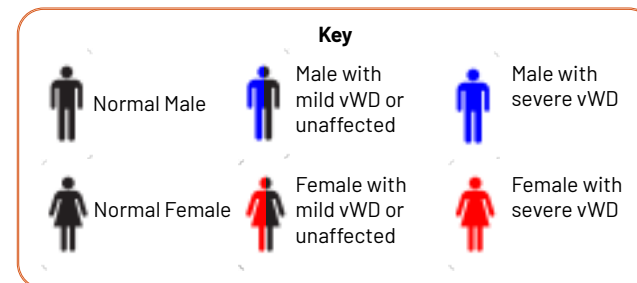 Key
Normal Male
Male with
mild vWD or
unaffected
Male with
severe vWD
Normal Female
Female with
mild vWD or
unaffected
Female with
severe vWD